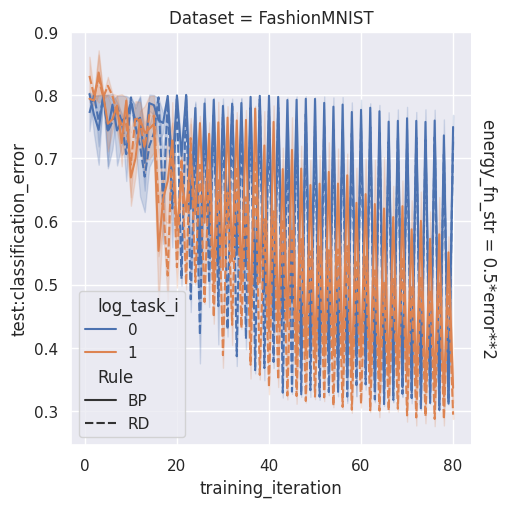 Dataset = FashionMNIST
0.9
0.8
0.7
0.6
0.5
0.4
0.3
test:classification_error
energy_fn_str = 0.5*error**2
log_task_i
0
1
Rule
BP
RD
0
20
40
60
80
training_iteration